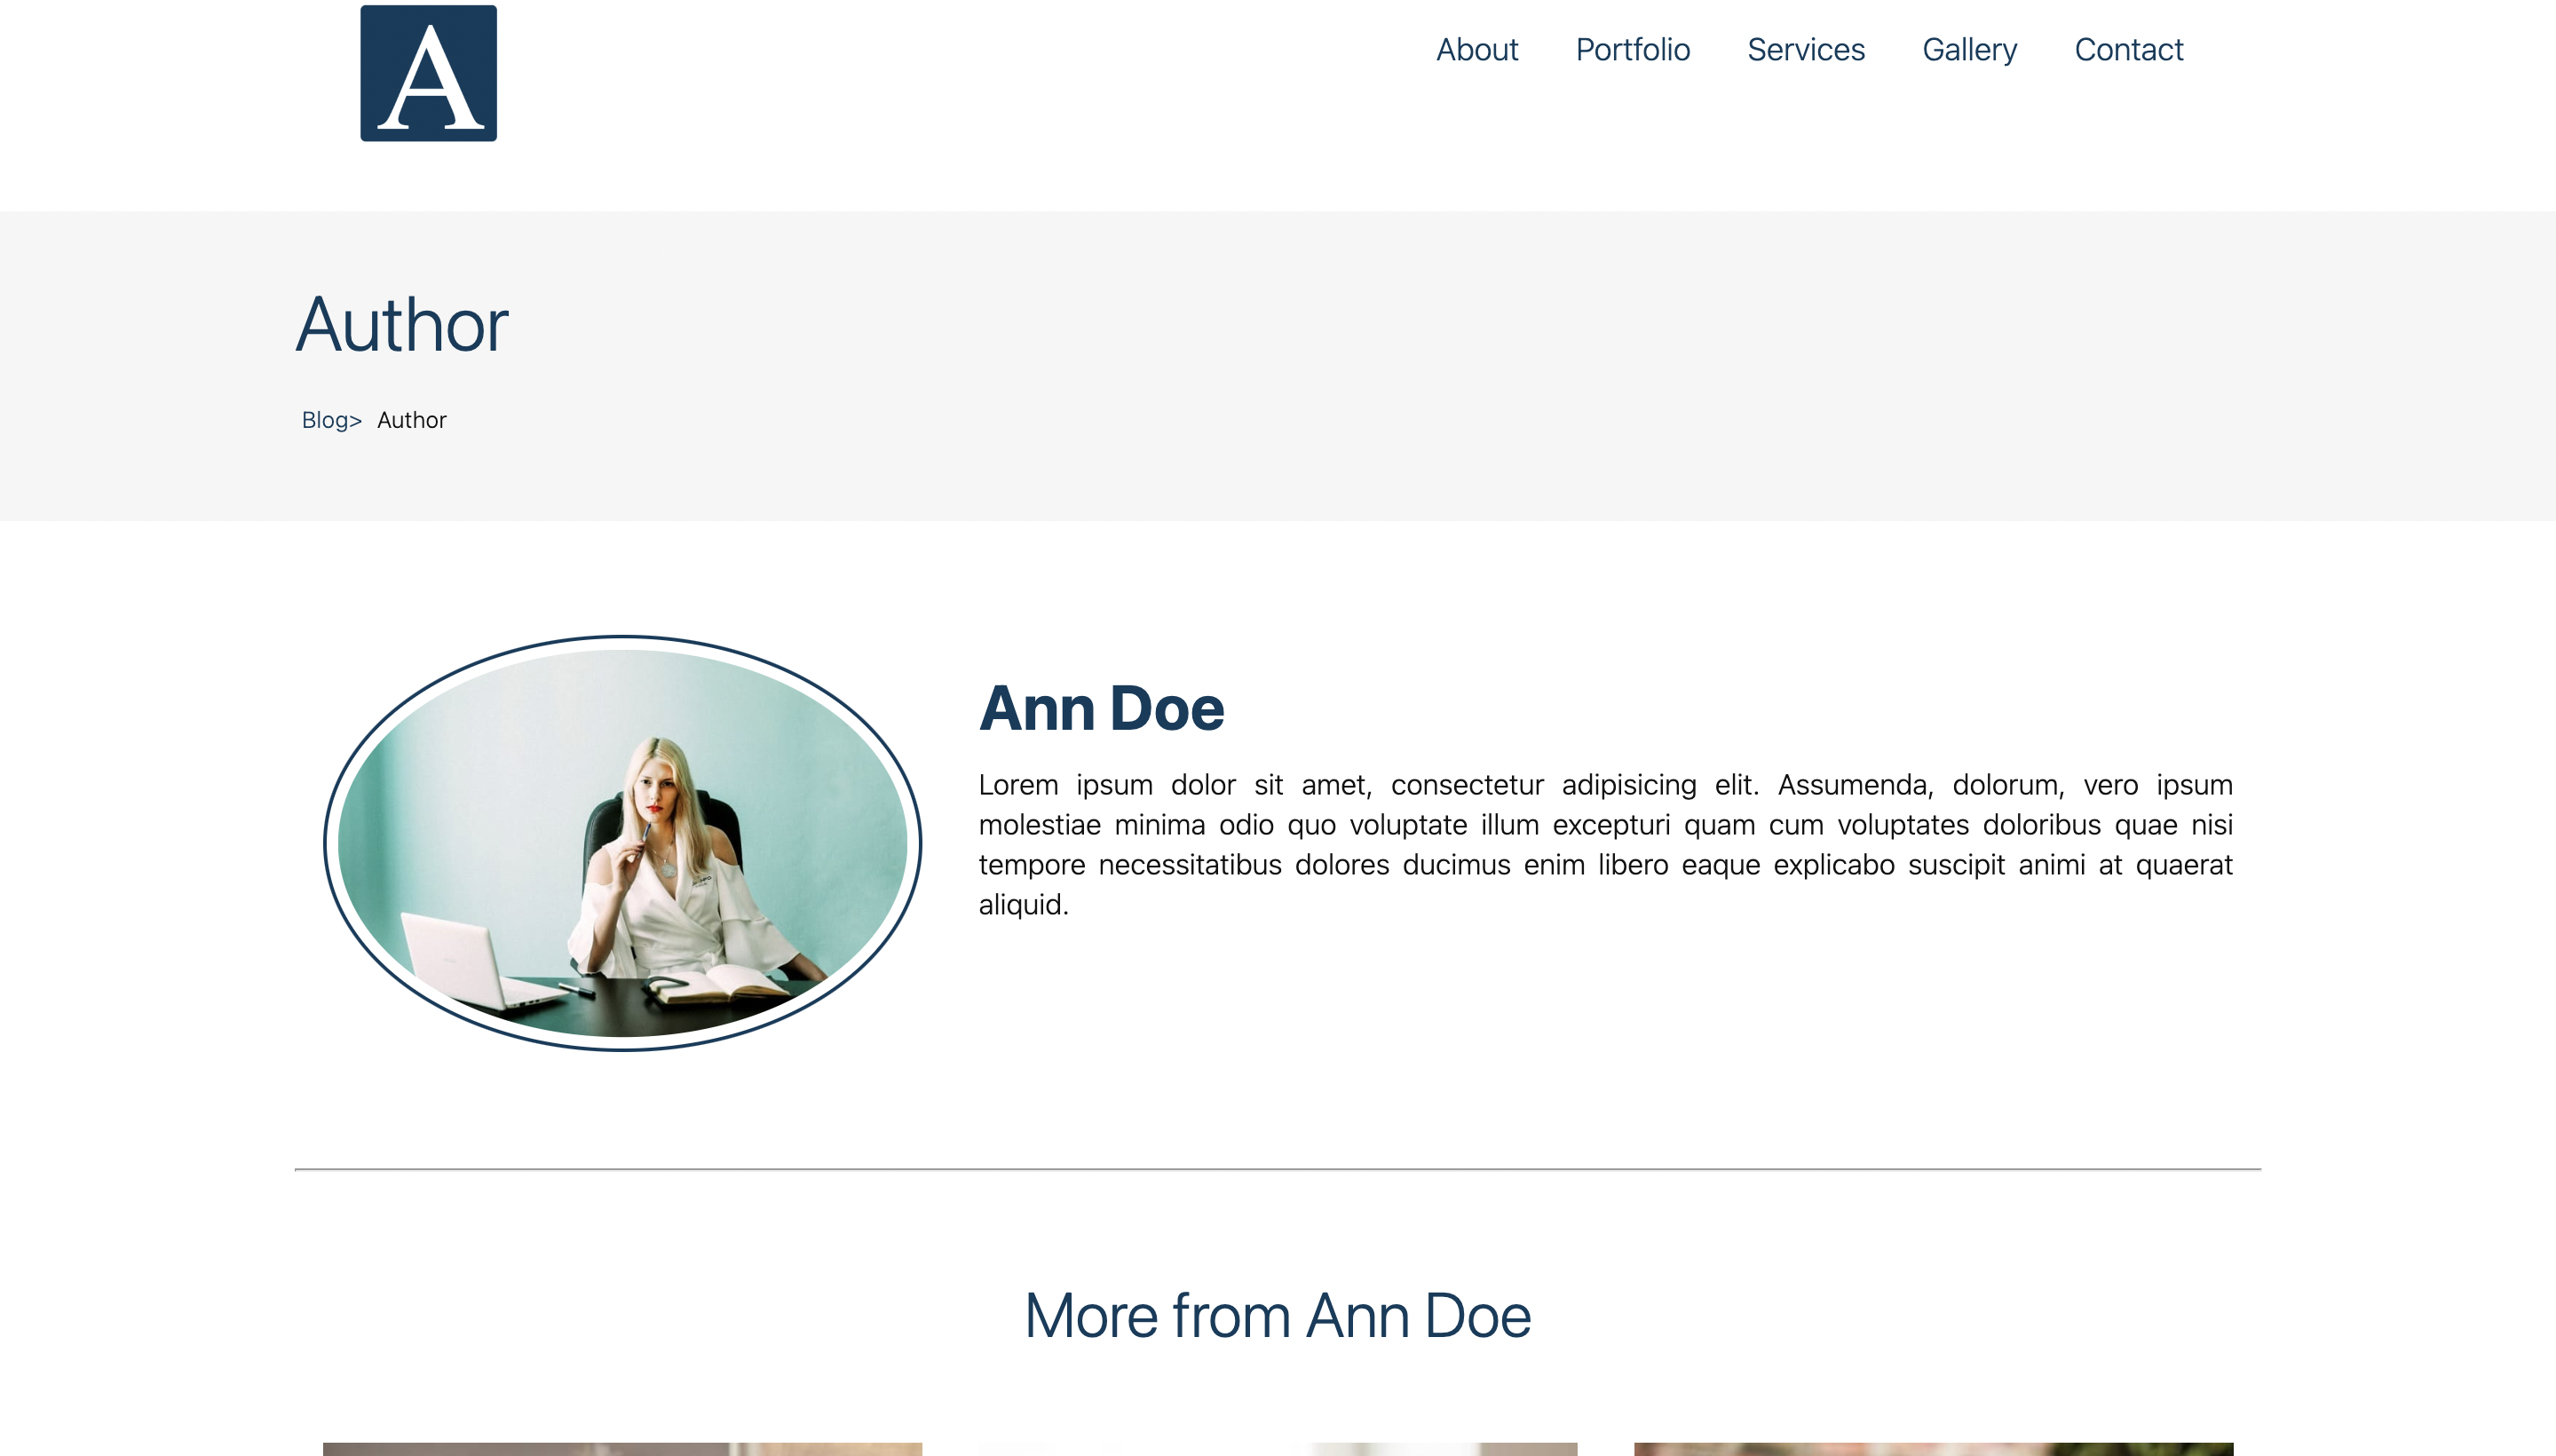 A
About Portfolio Services Gallery Contact
Author
Blog> Author
Ann Doe
Lorem ipsum dolor sit amet, consectetur adipisicing elit. Assumenda, dolorum, vero ipsum
molestiae minima odio quo voluptate illum excepturi quam cum voluptates doloribus quae nisi
tempore necessitatibus dolores ducimus enim libero eaque explicabo suscipit animi at quaerat
aliquid.
More from Ann Doe